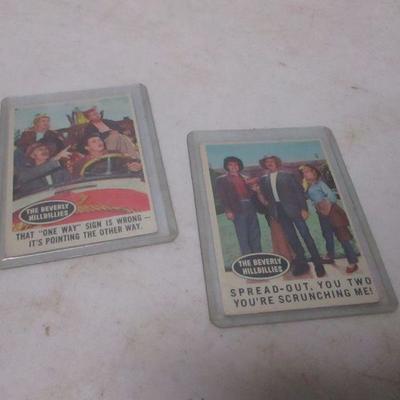 THE BEVERLY
HILLBILLIES
THAT "ONE WAY" SIGN IS WRONG—
IT'S POINTING THE OTHER WAY.
THE BEVERLY
HILLBILLIES
SPREAD-OUT, YOU TWO
YOU'RE SCRUNCHING ME!